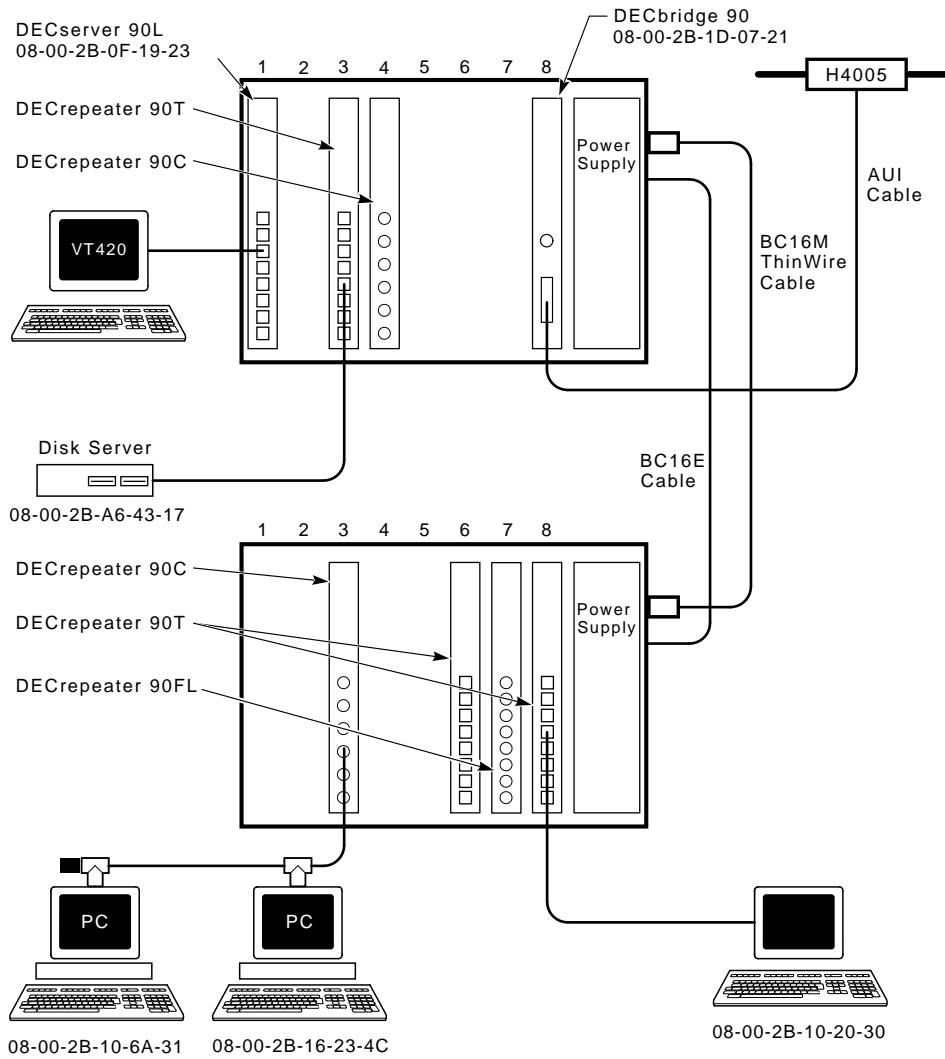 DECserver 90L
08-00-2B-0F-19-23
DECbridge 90
08-00-2B-1D-07-21
1 2 3 4 5 6 7 8
H4005
DECrepeater 90T
DECrepeater 90C
Power
Supply
AUI
Cable
VT420
BC16M
ThinWire
Cable
Disk Server
08-00-2B-A6-43-17
BC16E
Cable
1 2 3 4 5 6 7 8
DECrepeater 90C
DECrepeater 90T
DECrepeater 90FL
Power
Supply
PC
PC
08-00-2B-10-6A-31
08-00-2B-16-23-4C
08-00-2B-10-20-30